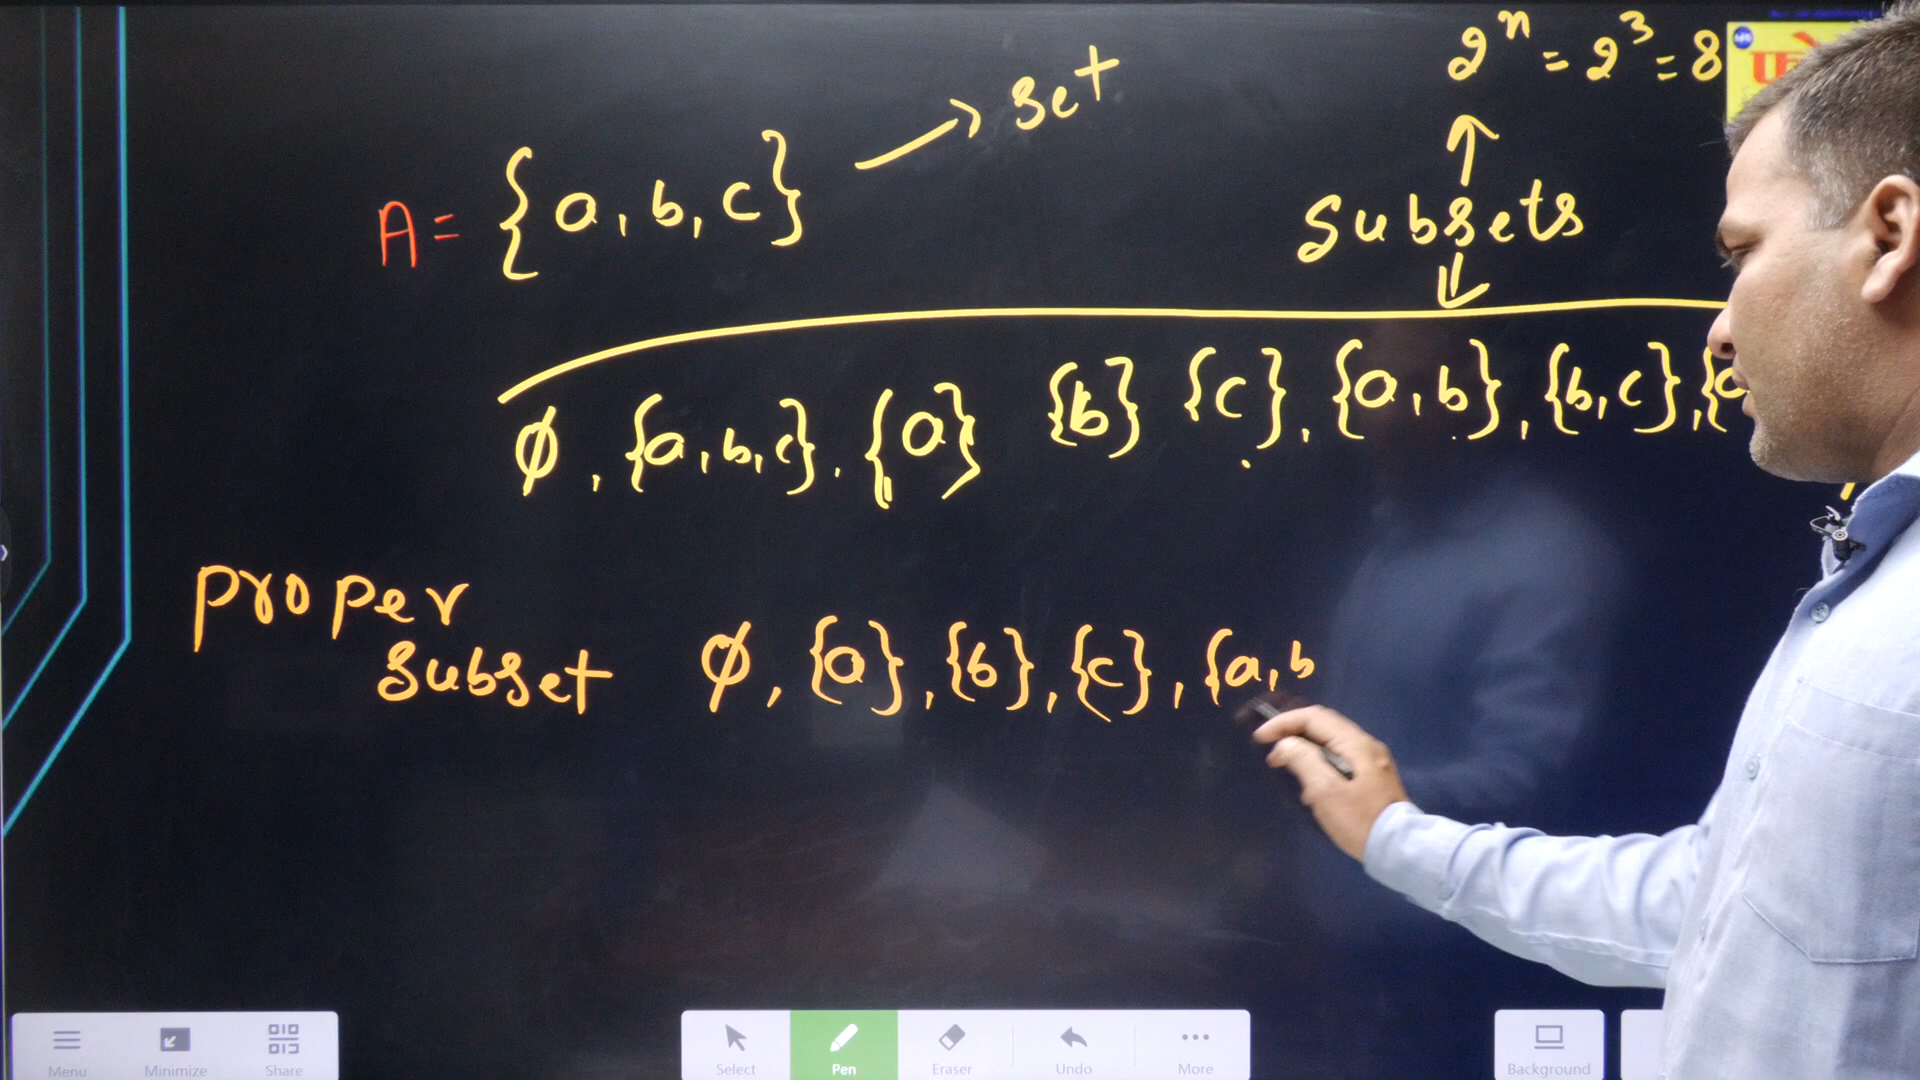 2ⁿ = 2³ = 8
A = {a, b, c} → Set
Subsets
ϕ, {a, b, c}, {a} {b} {c}, {a, b}, {b, c}, {a
Proper
Subset ϕ, {a}, {b}, {c}, {a, b
Menu Minimize Share Select Pen Eraser Undo More Background